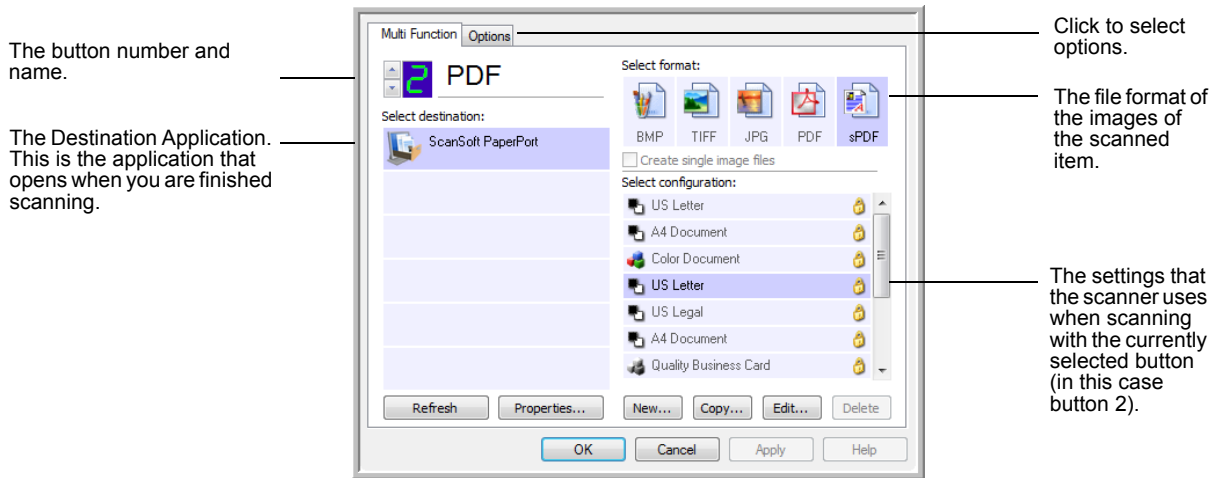 The button number and
name.
The Destination Application.
This is the application that
opens when you are finished
scanning.
Multi Function
Options
2
PDF
Select destination:
ScanSoft PaperPort
Refresh
Properties...
Select format:
BMP
TIFF
JPG
PDF
sPDF
Create single image files
Select configuration:
US Letter
A4 Document
Color Document
US Letter
US Legal
A4 Document
Quality Business Card
New...
Copy...
Edit...
Delete
OK
Cancel
Apply
Help
Click to select
options.
The file format of
the images of
the scanned
item.
The settings that
the scanner uses
when scanning
with the currently
selected button
(in this case
button 2).